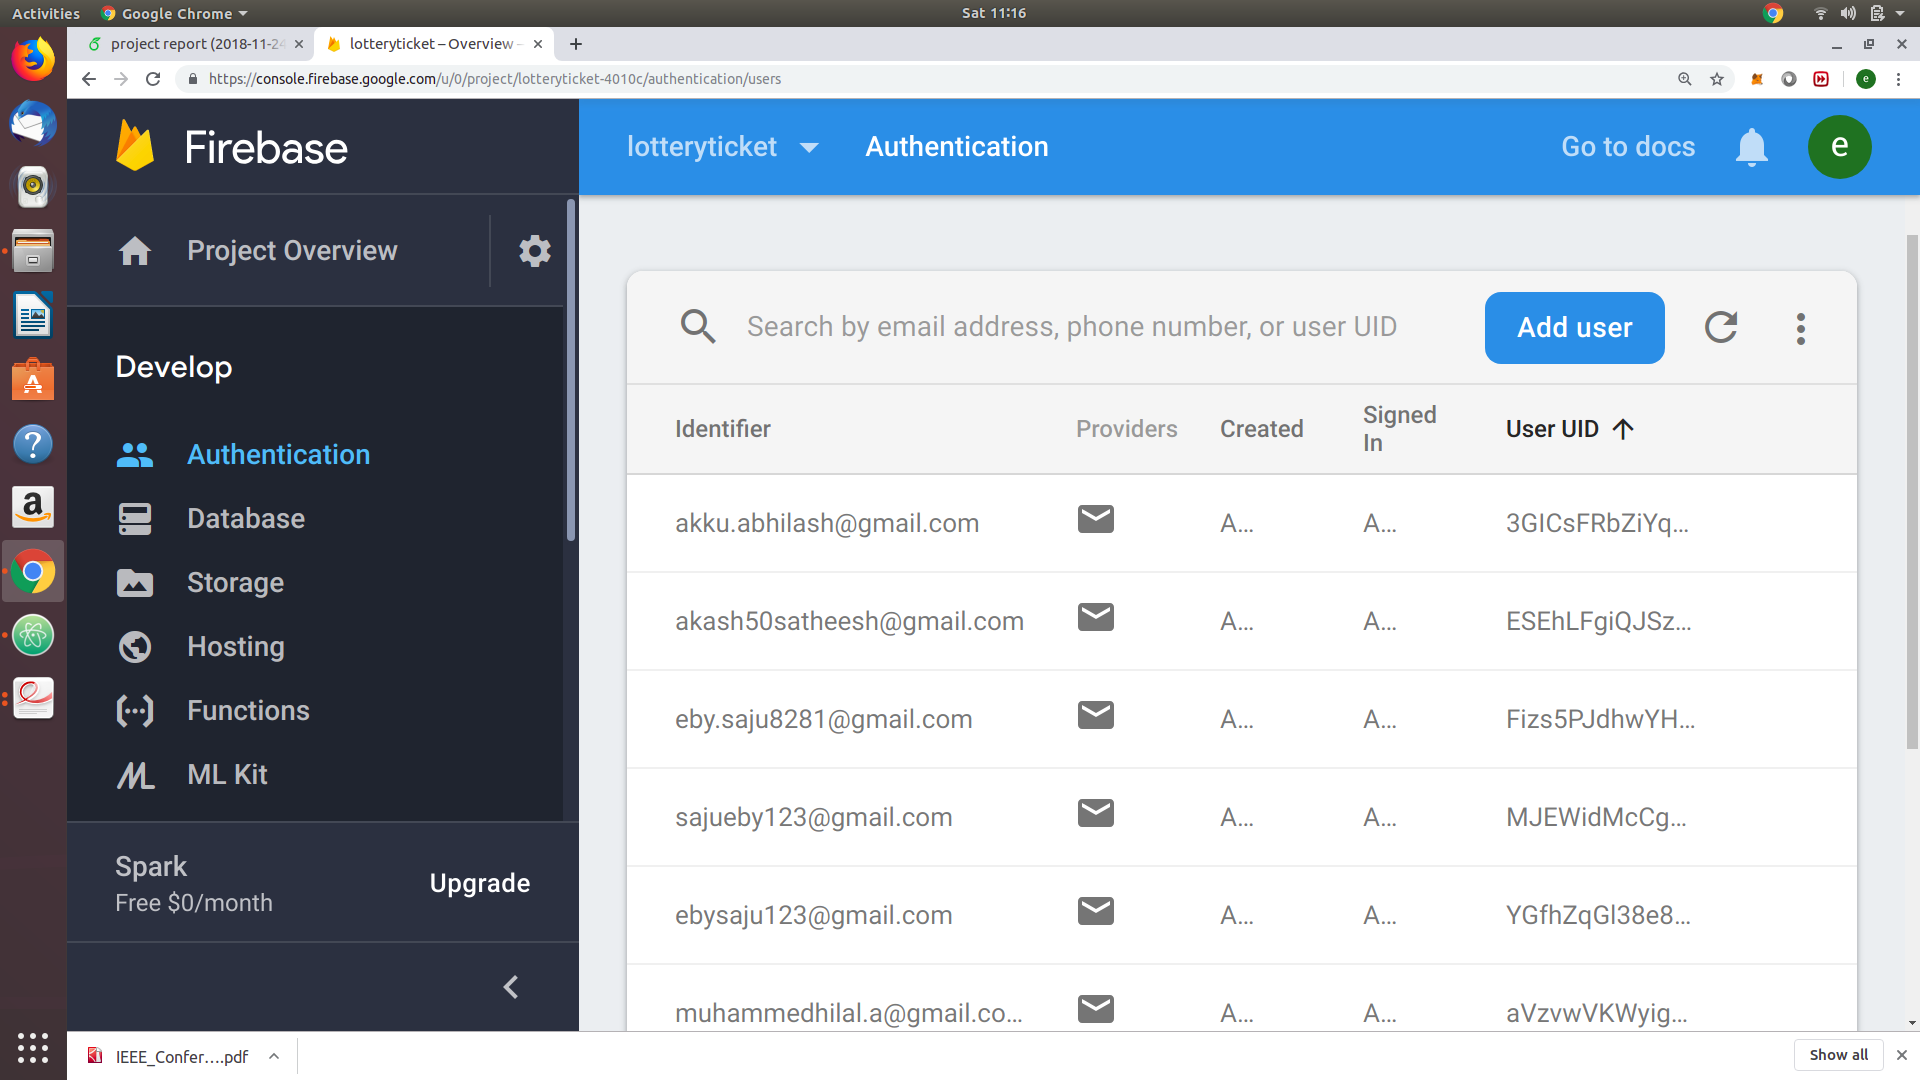 Activities Google Chrome Sat 11:16
project report (2018-11-24 lotteryticket – Overview –
https://console.firebase.google.com/u/0/project/lotteryticket-4010c/authentication/users e
Firebase lotteryticket Authentication Go to docs e
Project Overview
Search by email address, phone number, or user UID Add user
Develop
Identifier Providers Created Signed In User UID
Authentication
Database
Storage
Hosting
Functions
ML Kit
akku.abhilash@gmail.com A... A... 3GICsFRbZiYq...
akash50satheesh@gmail.com A... A... ESEhLFgiQJSz...
eby.saju8281@gmail.com A... A... Fizs5PJdhwYH...
sajueby123@gmail.com A... A... MJEWidMcCg...
ebysaju123@gmail.com A... A... YGfhZqGl38e8...
muhammedhilal.a@gmail.co... A... A... aVzvwVKWyig...
Spark
Free $0/month
Upgrade
IEEE_Confer....pdf Show all